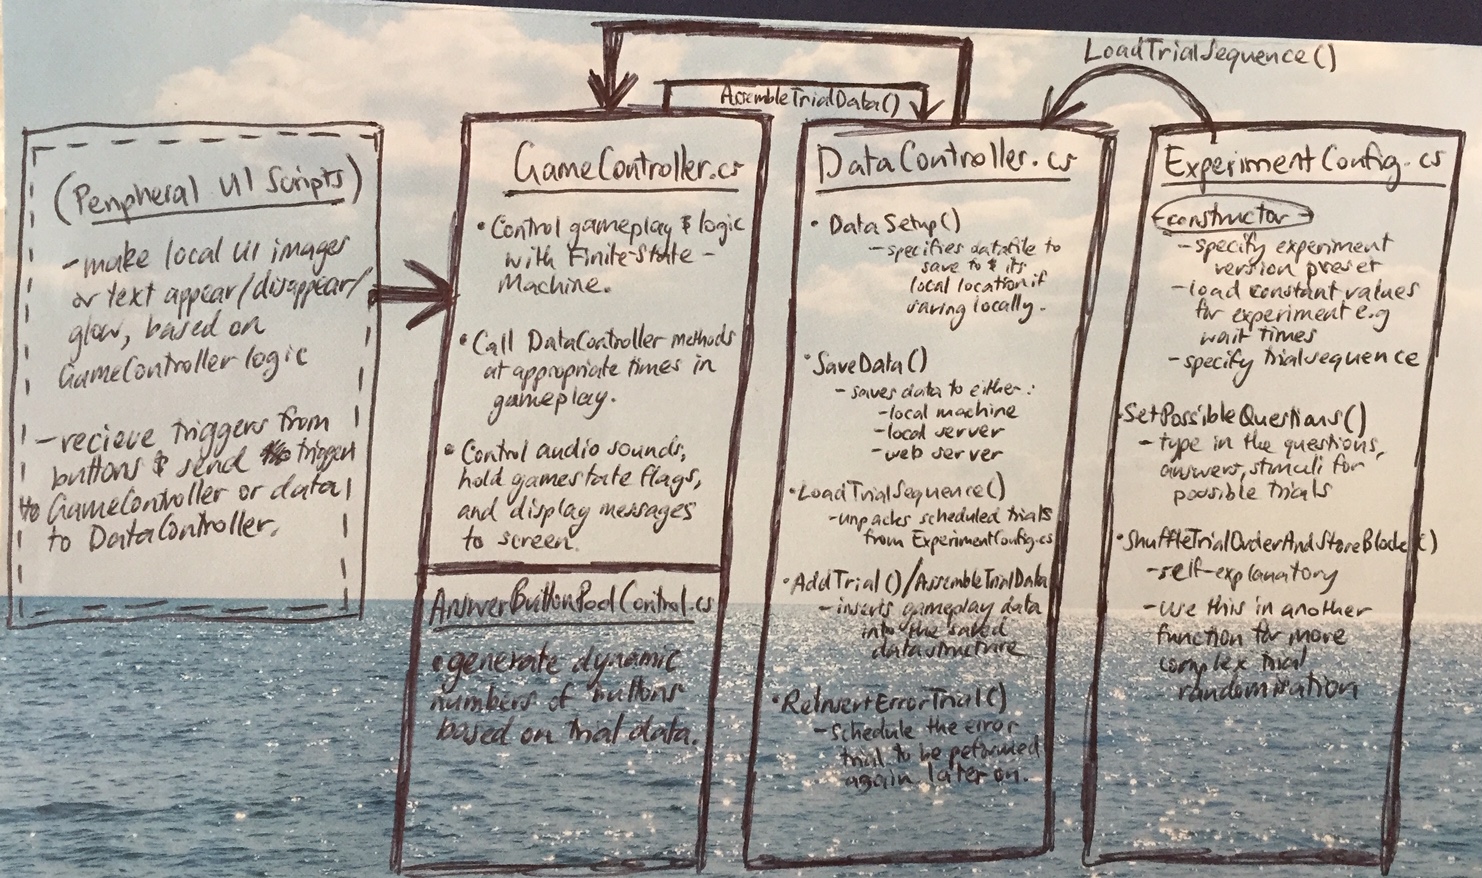 LoadTrialSequence()
AssembleTrialData()
(Peripheral UI Scripts)
-make local UI images
or text appear/disappear/
glow, based on
GameController logic
-recieve triggers from
buttons & send trigger
to GameController or data
to DataController.
GameController.cs
•Control gameplay & logic
with Finite-State-
Machine.
•Call DataController methods
at appropriate times in
gameplay.
•Control audio sounds,
hold gamestate flags,
and display messages
to screen.
AnswerButtonPoolControl.cs
•generate dynamic
numbers of buttons
based on trial data.
DataController.cs
•DataSetup()
-specifies datafile to
save to & its
local location if
saving locally.
•SaveData()
-saves data to either:
-local machine
-local server
-web server
•LoadTrialSequence()
-unpacks scheduled trials
from ExperimentConfig.cs
•AddTrial()/AssembleTrialData
-inserts gameplay data
into the saved
datastructure
•ReInsertErrorTrial()
-schedule the error
trial to be peformed
again later on.
ExperimentConfig.cs
-constructor-
-specify experiment
version preset
-load constant values
for experiment e.g
wait times
-specify trialsequence
•SetPossibleQuestions()
-type in the questions,
answers, stimuli for
possible trials
•ShuffleTrialOrderAndStoreBlocks()
-self-explanatory
-use this in another
function for more
complex trial
randomisation